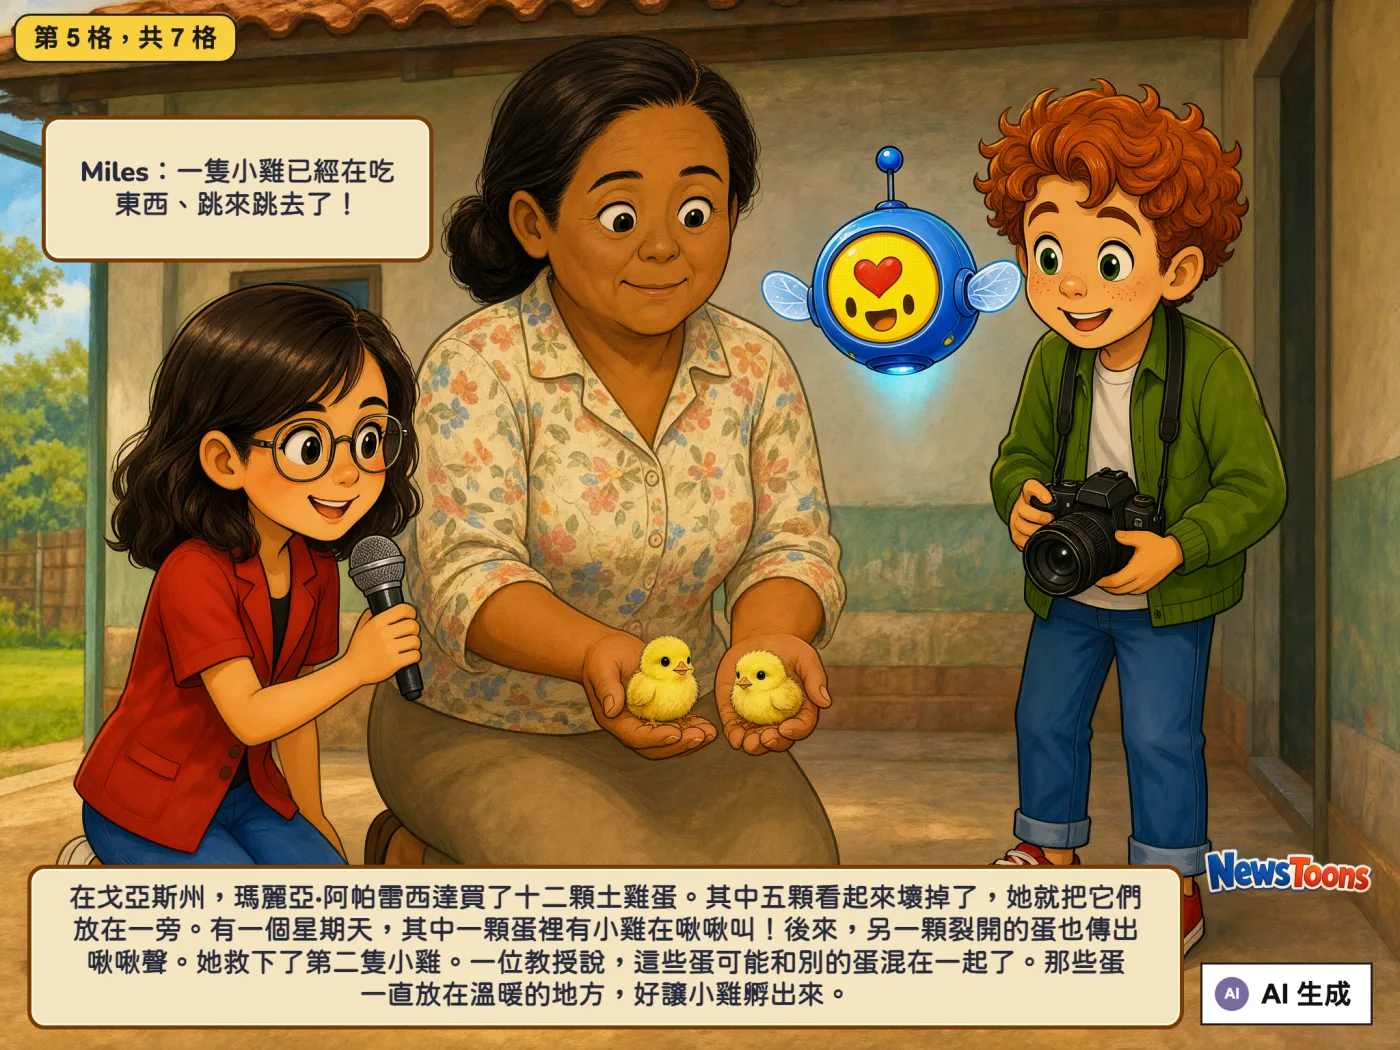 第 5 格，共 7 格
Miles：一隻小雞已經在吃
東西、跳來跳去了！
在戈亞斯州，瑪麗亞·阿帕雷西達買了十二顆土雞蛋。其中五顆看起來壞掉了，她就把它們
放在一旁。有一個星期天，其中一顆蛋裡有小雞在啾啾叫！後來，另一顆裂開的蛋也傳出
啾啾聲。她救下了第二隻小雞。一位教授說，這些蛋可能和別的蛋混在一起了。那些蛋
一直放在溫暖的地方，好讓小雞孵出來。
NewsToons
AI AI 生成